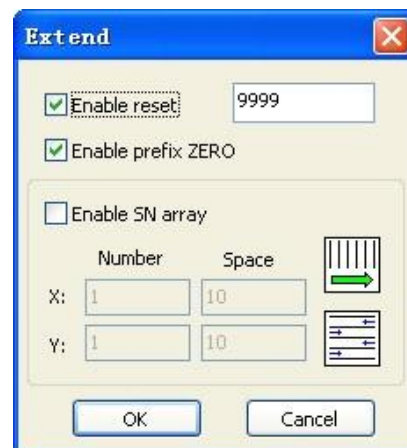 Extend
Enable reset 9999
Enable prefix ZERO
Enable SN array
Number Space
X: 1 10
Y: 1 10
OK Cancel